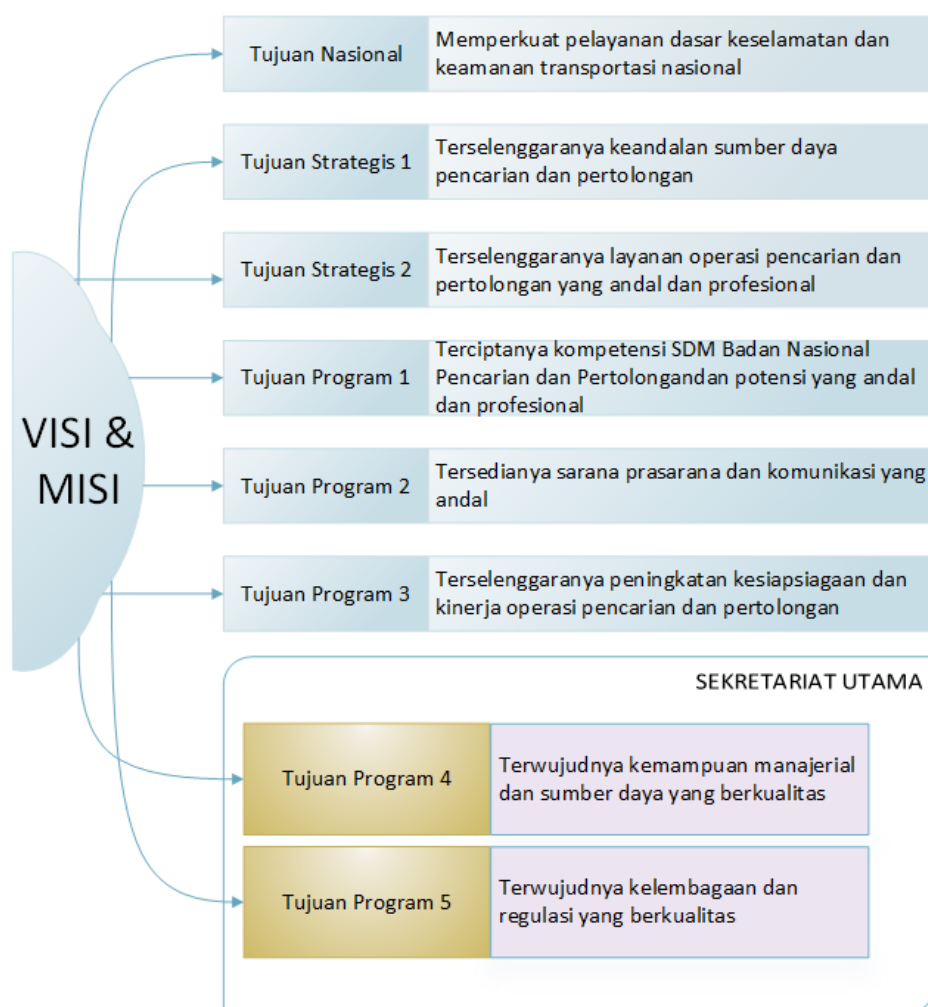 VISI &
MISI
Tujuan Nasional
Memperkuat pelayanan dasar keselamatan dan
keamanan transportasi nasional
Tujuan Strategis 1
Terselenggaranya keandalan sumber daya
pencarian dan pertolongan
Tujuan Strategis 2
Terselenggaranya layanan operasi pencarian dan
pertolongan yang andal dan profesional
Tujuan Program 1
Terciptanya kompetensi SDM Badan Nasional
Pencarian dan Pertolongandan potensi yang andal
dan profesional
Tujuan Program 2
Tersedianya sarana prasarana dan komunikasi yang
andal
Tujuan Program 3
Terselenggaranya peningkatan kesiapsiagaan dan
kinerja operasi pencarian dan pertolongan
SEKRETARIAT UTAMA
Tujuan Program 4
Terwujudnya kemampuan manajerial
dan sumber daya yang berkualitas
Tujuan Program 5
Terwujudnya kelembagaan dan
regulasi yang berkualitas